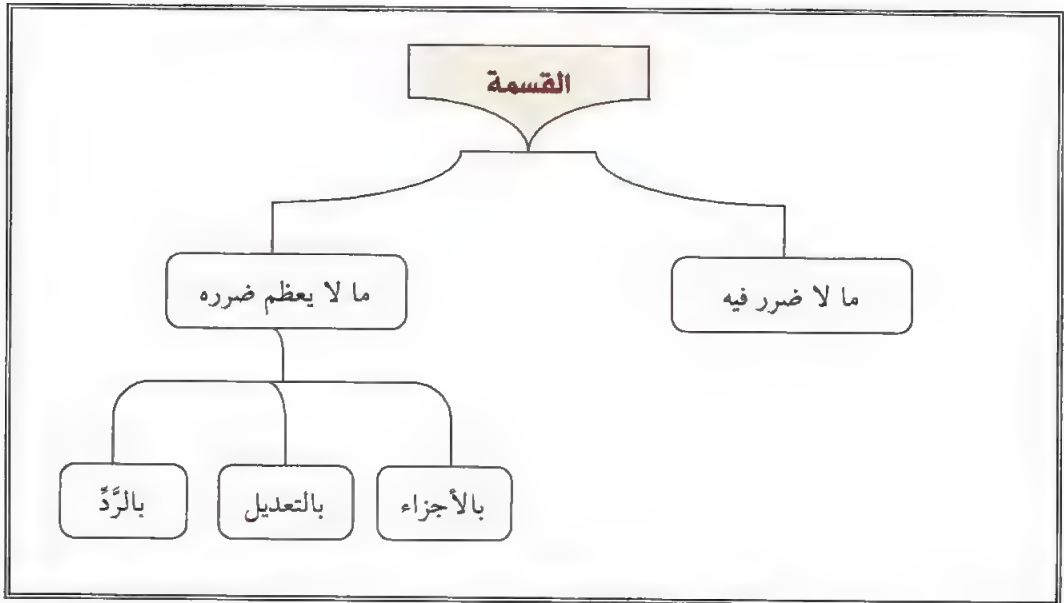 القسمة
ما لا ضرر فيه
ما لا يعظم ضرره
بالأجزاء
بالتعديل
بالرَّدِّ